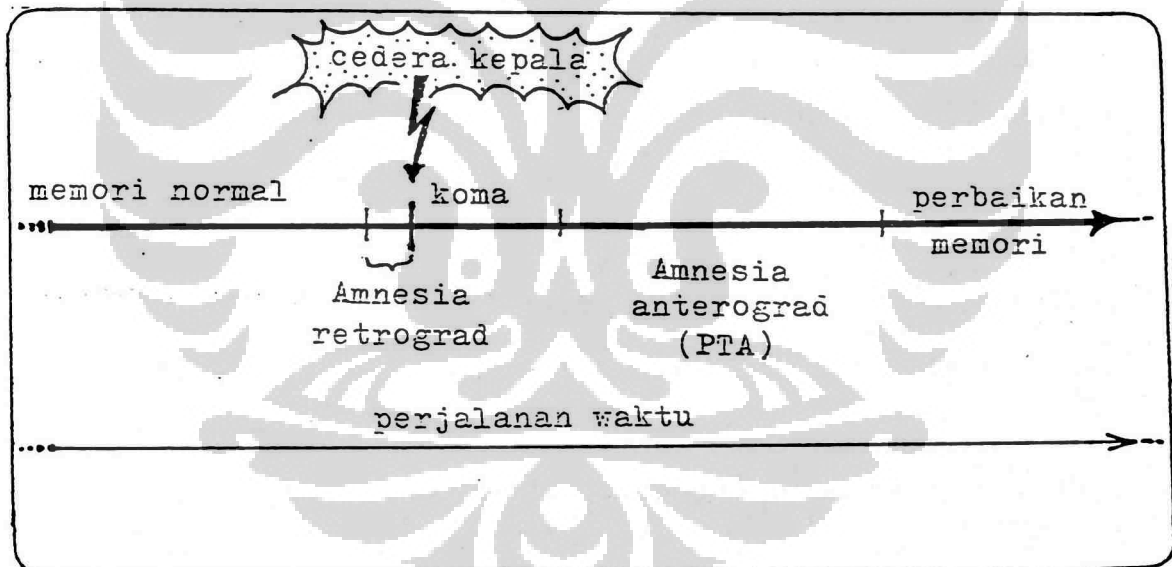 cedera kepala
memori normal
koma
perbaikan
memori
Amnesia
retrograd
Amnesia
anterograd
(PTA)
perjalanan waktu